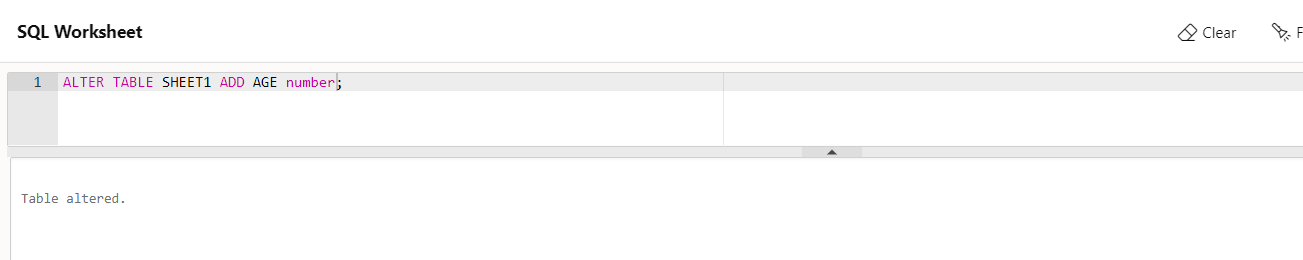 SQL Worksheet
Clear
F
1 ALTER TABLE SHEET1 ADD AGE number;
Table altered.